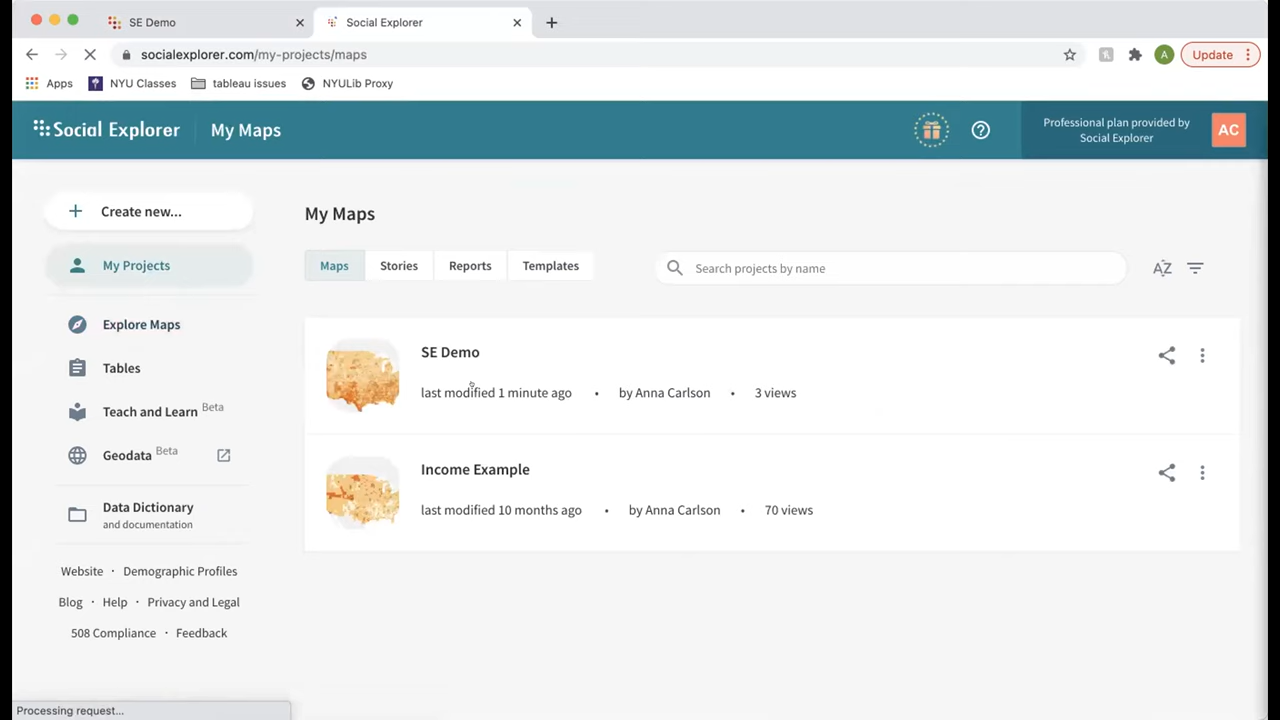 SE Demo
Social Explorer
socialexplorer.com/my-projects/maps
A
Update
Apps
NYU Classes
tableau issues
NYULib Proxy
Social Explorer
My Maps
Professional plan provided by
Social Explorer
AC
Create new...
My Projects
Explore Maps
Tables
Teach and Learn Beta
Geodata Beta
Data Dictionary
and documentation
Website · Demographic Profiles
Blog · Help · Privacy and Legal
508 Compliance · Feedback
My Maps
Maps
Stories
Reports
Templates
Search projects by name
AZ
SE Demo
last modified 1 minute ago • by Anna Carlson • 3 views
Income Example
last modified 10 months ago • by Anna Carlson • 70 views
Processing request...